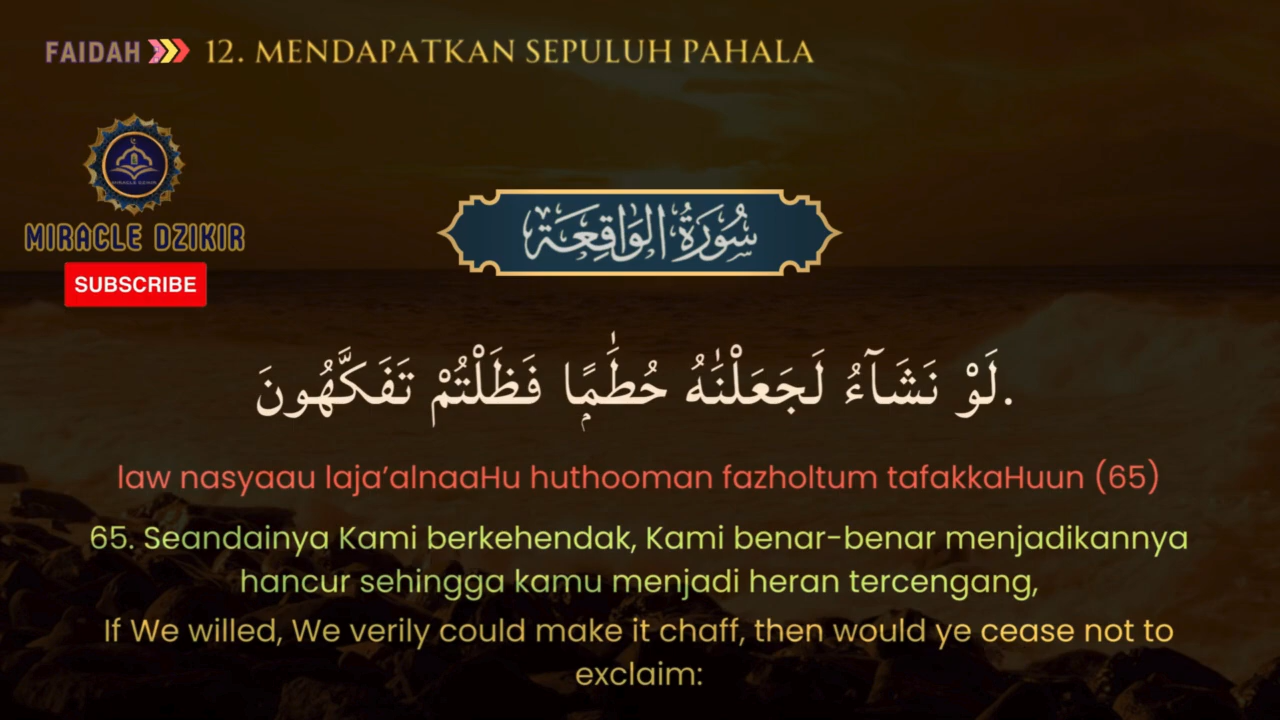 FAIDAH 12. MENDAPATKAN SEPULUH PAHALA
MIRACLE DZIKIR
MIRACLE DZIKIR
SUBSCRIBE
سُورَةُ الوَاقِعَة
لَوْ نَشَآءُ لَجَعَلْنٰهُ حُطٰمًۭا فَظَلْتُمْ تَفَكَّهُونَ.
law nasyaau laja’alnaaHu huthooman fazholtum tafakkaHuun (65)
65. Seandainya Kami berkehendak, Kami benar-benar menjadikannya
hancur sehingga kamu menjadi heran tercengang,
If We willed, We verily could make it chaff, then would ye cease not to
exclaim: